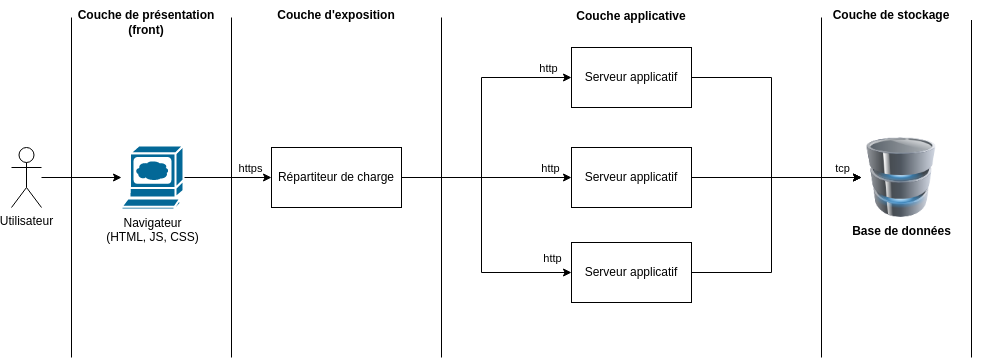 Couche de présentation
(front)
Couche d'exposition
Couche applicative
Couche de stockage
http
Serveur applicatif
https
Répartiteur de charge
http
Serveur applicatif
tcp
Utilisateur
Navigateur
(HTML, JS, CSS)
Base de données
http
Serveur applicatif